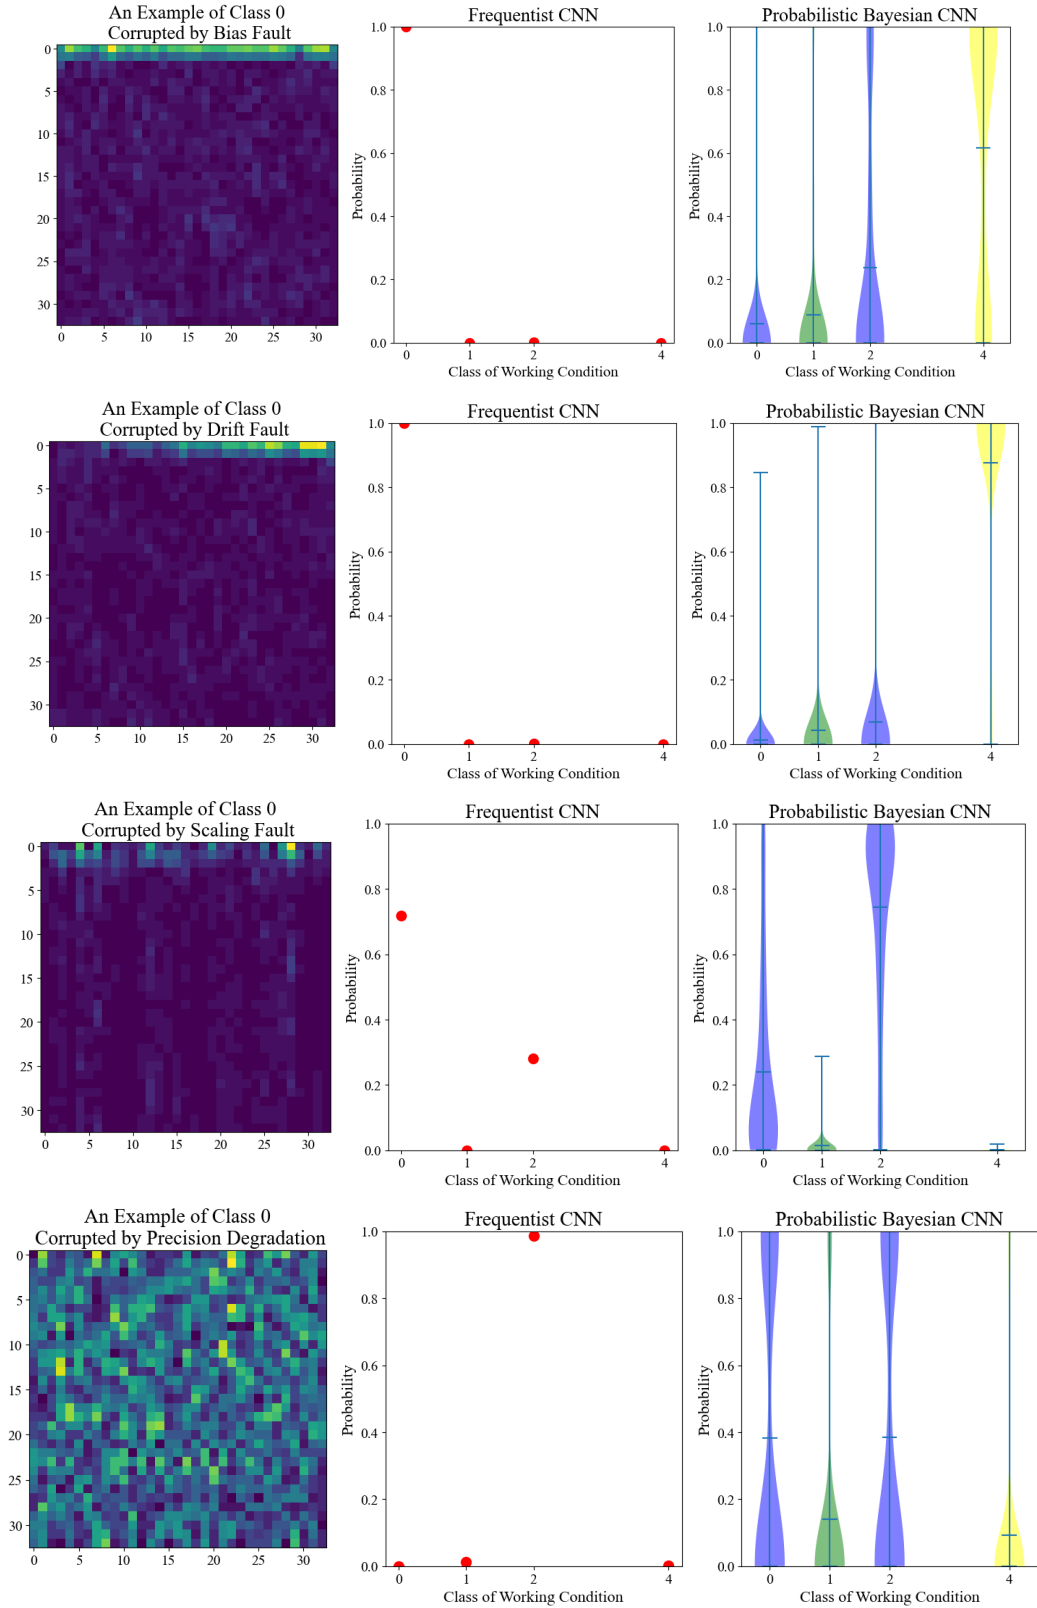 An Example of Class 0
Corrupted by Bias Fault
0
5
10
15
20
25
30
0 5 10 15 20 25 30
Frequentist CNN
Probability
1.0
0.8
0.6
0.4
0.2
0.0
0 1 2 4
Class of Working Condition
Probabilistic Bayesian CNN
Probability
1.0
0.8
0.6
0.4
0.2
0.0
0 1 2 4
Class of Working Condition
An Example of Class 0
Corrupted by Drift Fault
0
5
10
15
20
25
30
0 5 10 15 20 25 30
Frequentist CNN
Probability
1.0
0.8
0.6
0.4
0.2
0.0
0 1 2 4
Class of Working Condition
Probabilistic Bayesian CNN
Probability
1.0
0.8
0.6
0.4
0.2
0.0
0 1 2 4
Class of Working Condition
An Example of Class 0
Corrupted by Scaling Fault
0
5
10
15
20
25
30
0 5 10 15 20 25 30
Frequentist CNN
Probability
1.0
0.8
0.6
0.4
0.2
0.0
0 1 2 4
Class of Working Condition
Probabilistic Bayesian CNN
Probability
1.0
0.8
0.6
0.4
0.2
0.0
0 1 2 4
Class of Working Condition
An Example of Class 0
Corrupted by Precision Degradation
0
5
10
15
20
25
30
0 5 10 15 20 25 30
Frequentist CNN
Probability
1.0
0.8
0.6
0.4
0.2
0.0
0 1 2 4
Class of Working Condition
Probabilistic Bayesian CNN
Probability
1.0
0.8
0.6
0.4
0.2
0.0
0 1 2 4
Class of Working Condition